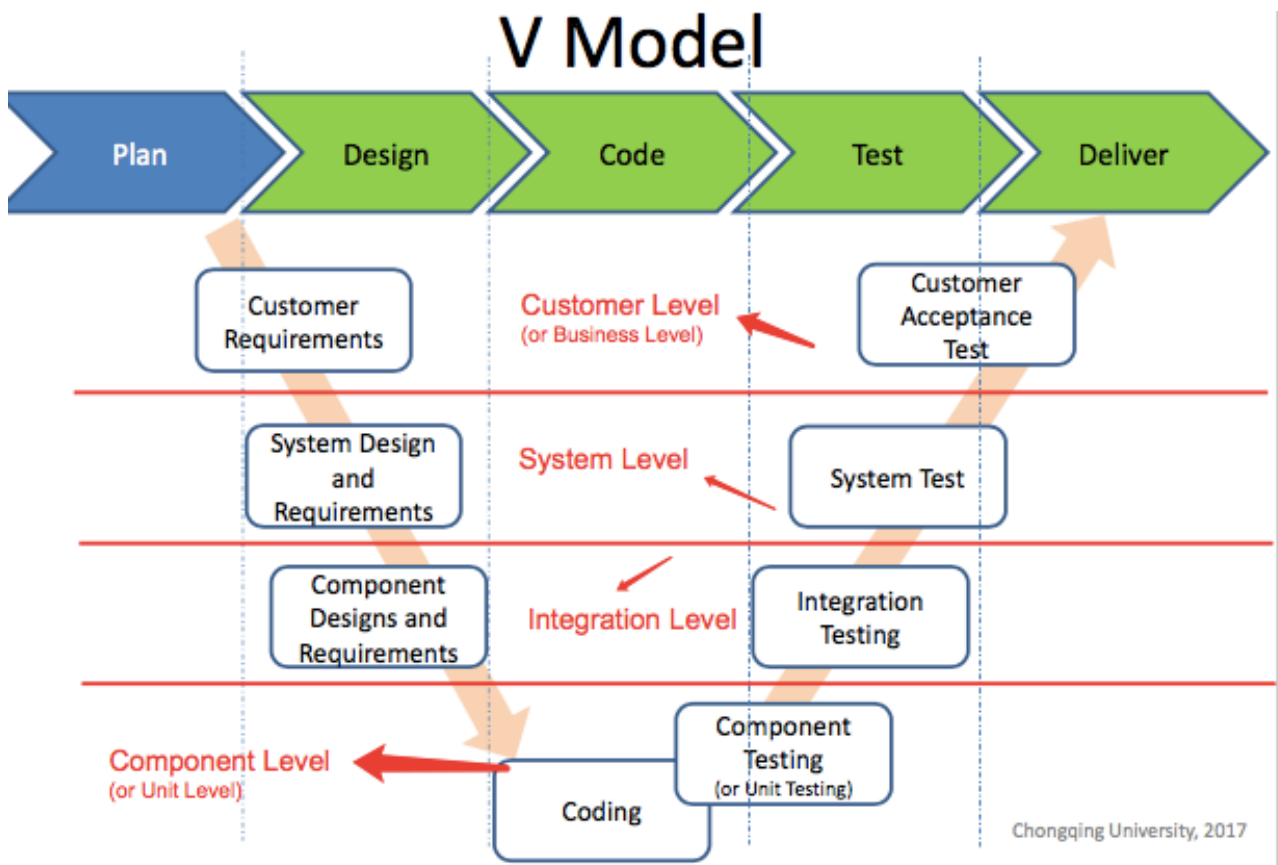 V Model
Plan
Design
Code
Test
Deliver
Customer
Requirements
Customer Level
(or Business Level)
Customer
Acceptance
Test
System Design
and
Requirements
System Level
System Test
Component
Designs and
Requirements
Integration Level
Integration
Testing
Component Level
(or Unit Level)
Coding
Component
Testing
(or Unit Testing)
Chongqing University, 2017